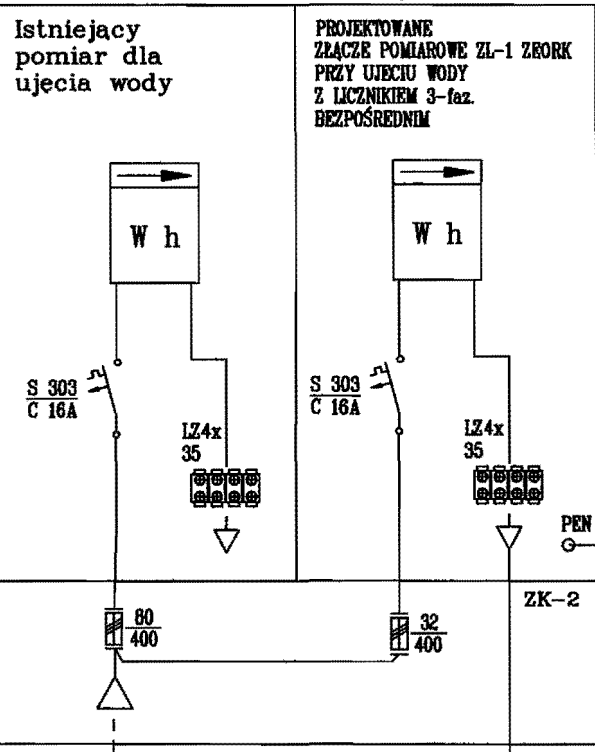 Istniejący
pomiar dla
ujęcia wody
PROJEKTOWANE
ZŁĄCZE POMIAROWE ZL-1 ZEORK
PRZY UJECIU WODY
Z LICZNIKIEM 3-faz.
BEZPOŚREDNIM
W h
W h
S 303
C 16A
LZ4x
35
S 303
C 16A
LZ4x
35
PEN
ZK-2
80
400
32
400